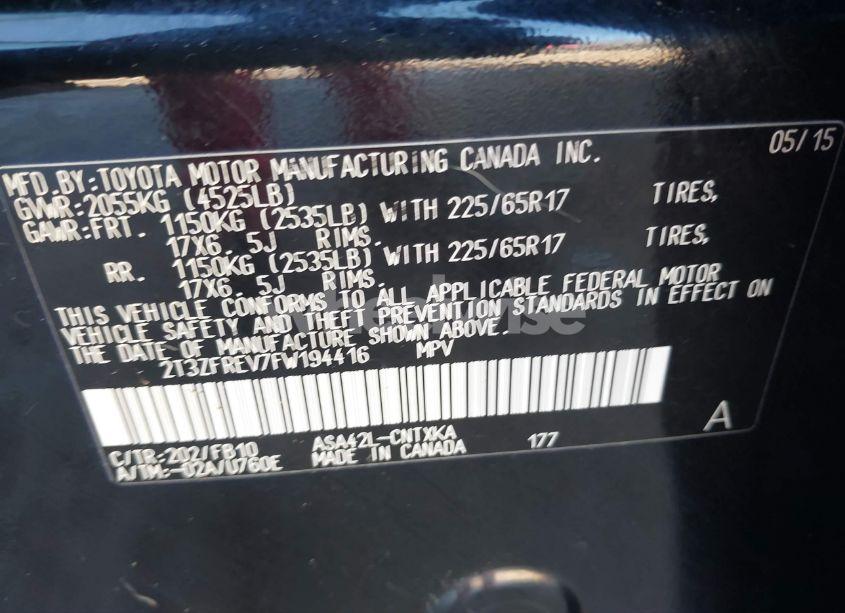 05/15
MFD.BY:TOYOTA MOTOR MANUFACTURING CANADA INC.
GVWR:2055KG (4525LB)
GAWR:FRT. 1150KG (2535LB) WITH 225/65R17 TIRES,
17X6.5J RIMS.
RR. 1150KG (2535LB) WITH 225/65R17 TIRES,
17X6.5J RIMS.
THIS VEHICLE CONFORMS TO ALL APPLICABLE FEDERAL MOTOR
VEHICLE SAFETY AND THEFT PREVENTION STANDARDS IN EFFECT ON
THE DATE OF MANUFACTURE SHOWN ABOVE.
2T3ZFREV7FW194416 MPV
A
C/TR:202/FB10 ASA42L-CNTXKA 177
A/TM:-02A/U760E MADE IN CANADA